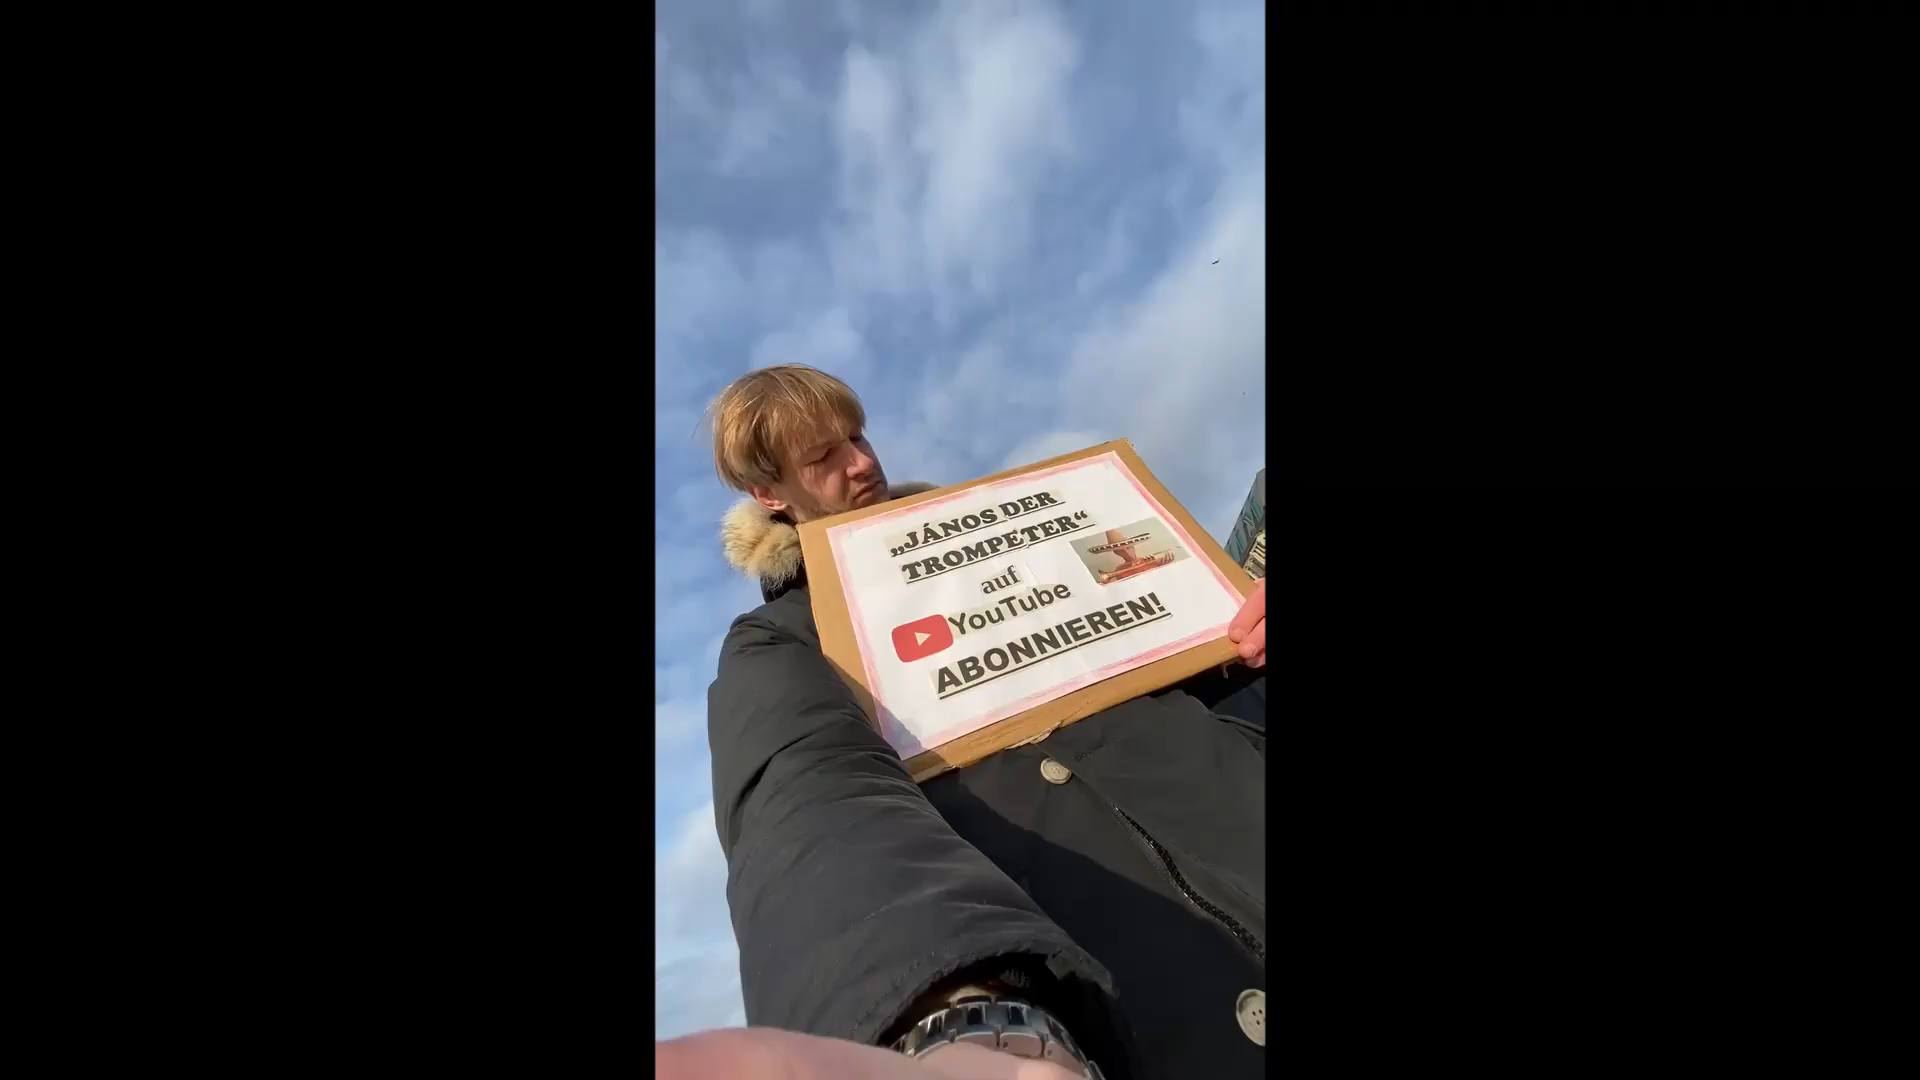 „JÁNOS DER
TROMPETER“
auf
YouTube
ABONNIEREN!